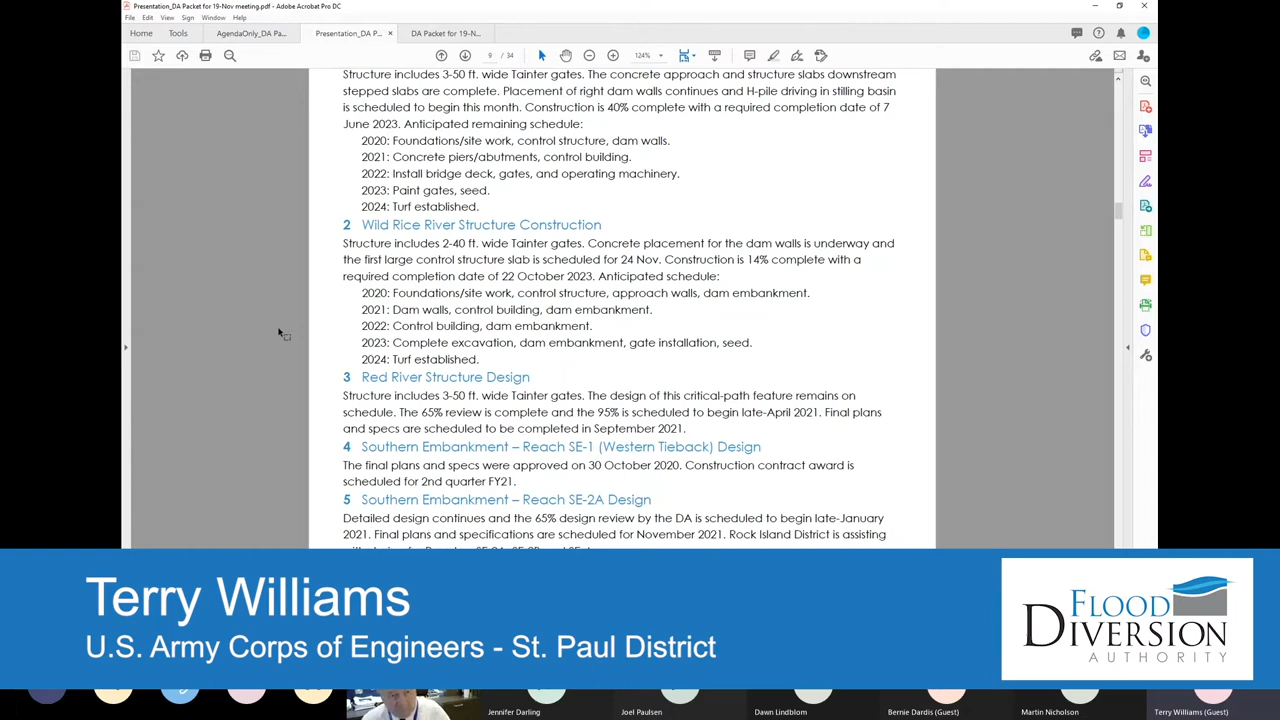 Presentation_DA Packet for 19-Nov meeting.pdf - Adobe Acrobat Pro DC
File Edit View Sign Window Help
Home Tools AgendaOnly_DA Pa... Presentation_DA P... × DA Packet for 19-N...
9 / 34 124%
Structure includes 3-50 ft. wide Tainter gates. The concrete approach and structure slabs downstream
stepped slabs are complete. Placement of right dam walls continues and H-pile driving in stilling basin
is scheduled to begin this month. Construction is 40% complete with a required completion date of 7
June 2023. Anticipated remaining schedule:
2020: Foundations/site work, control structure, dam walls.
2021: Concrete piers/abutments, control building.
2022: Install bridge deck, gates, and operating machinery.
2023: Paint gates, seed.
2024: Turf established.
2 Wild Rice River Structure Construction
Structure includes 2-40 ft. wide Tainter gates. Concrete placement for the dam walls is underway and
the first large control structure slab is scheduled for 24 Nov. Construction is 14% complete with a
required completion date of 22 October 2023. Anticipated schedule:
2020: Foundations/site work, control structure, approach walls, dam embankment.
2021: Dam walls, control building, dam embankment.
2022: Control building, dam embankment.
2023: Complete excavation, dam embankment, gate installation, seed.
2024: Turf established.
3 Red River Structure Design
Structure includes 3-50 ft. wide Tainter gates. The design of this critical-path feature remains on
schedule. The 65% review is complete and the 95% is scheduled to begin late-April 2021. Final plans
and specs are scheduled to be completed in September 2021.
4 Southern Embankment – Reach SE-1 (Western Tieback) Design
The final plans and specs were approved on 30 October 2020. Construction contract award is
scheduled for 2nd quarter FY21.
5 Southern Embankment – Reach SE-2A Design
Detailed design continues and the 65% design review by the DA is scheduled to begin late-January
2021. Final plans and specifications are scheduled for November 2021. Rock Island District is assisting
Terry Williams
U.S. Army Corps of Engineers - St. Paul District
FLOOD
DIVERSION
AUTHORITY
Jennifer Darling Joel Paulsen Dawn Lindblom Bernie Dardis (Guest) Martin Nicholson Terry Williams (Guest)